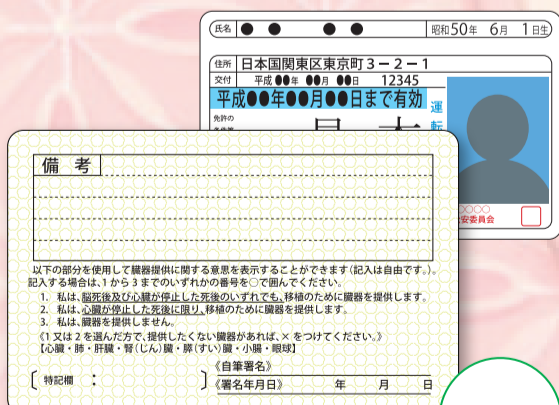 氏名 ● ● ● ● 昭和50年 6月 1日生
住所 日本国関東区東京町3－2－1
交付 平成●●年●●月●●日 12345
平成●●年●●月●●日まで有効
免許の
運転
○○○○
安委員会
備 考
以下の部分を使用して臓器提供に関する意思を表示することができます（記入は自由です。）。
記入する場合は、1から3までのいずれかの番号を○で囲んでください。
1. 私は、脳死後及び心臓が停止した死後のいずれでも、移植のために臓器を提供します。
2. 私は、心臓が停止した死後に限り、移植のために臓器を提供します。
3. 私は、臓器を提供しません。
《1又は2を選んだ方で、提供したくない臓器があれば、×をつけてください。》
【心臓・肺・肝臓・腎（じん）臓・膵（すい）臓・小腸・眼球】
〔特記欄 ： 〕
《自筆署名》
《署名年月日》 年 月 日